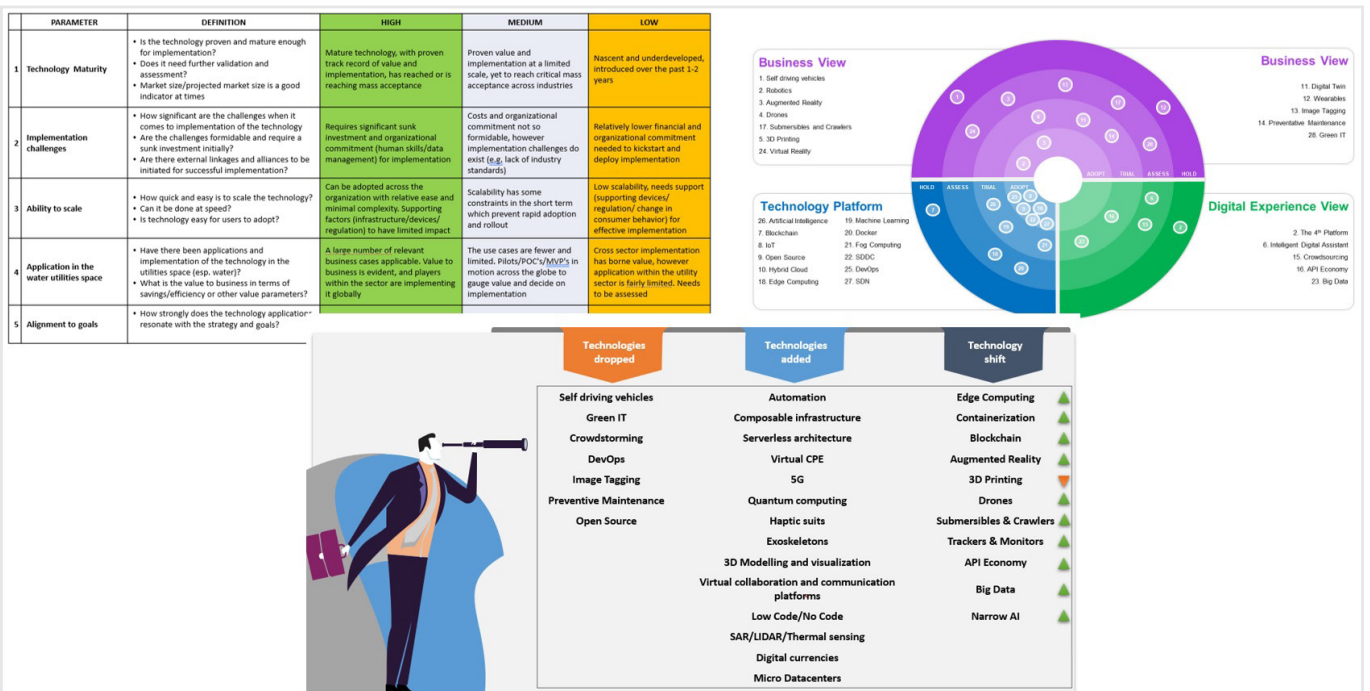 PARAMETER
DEFINITION
HIGH
MEDIUM
LOW
1
Technology Maturity
• Is the technology proven and mature enough
for implementation?
• Does it need further validation and
assessment?
• Market size/projected market size is a good
indicator at times
Mature technology, with proven
track record of value and
implementation, has reached or is
reaching mass acceptance
Proven value and
implementation at a limited
scale, yet to reach critical mass
acceptance across industries
Nascent and underdeveloped,
introduced over the past 1-2
years
2
Implementation
challenges
• How significant are the challenges when it
comes to implementation of the technology
• Are the challenges formidable and require a
sunk investment initially?
• Are there external linkages and alliances to be
initiated for successful implementation?
Requires significant sunk
investment and organizational
commitment (human skills/data
management) for implementation
Costs and organizational
commitment not so
formidable, however
implementation challenges do
exist (e.g. lack of industry
standards)
Relatively lower financial and
organizational commitment
needed to kickstart and
deploy implementation
3
Ability to scale
• How quick and easy is to scale the technology?
• Can it be done at speed?
• Is technology easy for users to adopt?
Can be adopted across the
organization with relative ease and
minimal complexity. Supporting
factors (infrastructure/devices/
regulation) to have limited impact
Scalability has some
constraints in the short term
which prevent rapid adoption
and rollout
Low scalability, needs support
(supporting devices/
regulation/ change in
consumer behavior) for
effective implementation
4
Application in the
water utilities space
• Have there been applications and
implementation of the technology in the
utilities space (esp. water)?
• What is the value to business in terms of
savings/efficiency or other value parameters?
A large number of relevant
business cases applicable. Value to
business is evident, and players
within the sector are implementing
it globally
The use cases are fewer and
limited. Pilots/POC's/MVP's in
motion across the globe to
gauge value and decide on
implementation
Cross sector implementation
has borne value, however
application within the utility
sector is fairly limited. Needs
to be assessed
5
Alignment to goals
• How strongly does the technology application
resonate with the strategy and goals?
Business View
1. Self driving vehicles
2. Robotics
3. Augmented Reality
4. Drones
17. Submersibles and Crawlers
5. 3D Printing
24. Virtual Reality
Business View
11. Digital Twin
12. Wearables
13. Image Tagging
14. Preventative Maintenance
28. Green IT
ADOPT TRIAL ASSESS HOLD
HOLD ASSESS TRIAL ADOPT
Technology Platform
26. Artificial Intelligence
7. Blockchain
8. IoT
9. Open Source
10. Hybrid Cloud
18. Edge Computing
19. Machine Learning
20. Docker
21. Fog Computing
22. SDDC
25. DevOps
27. SDN
Digital Experience View
2. The 4th Platform
6. Intelligent Digital Assistant
15. Crowdsourcing
16. API Economy
23. Big Data
Technologies
dropped
Self driving vehicles
Green IT
Crowdstorming
DevOps
Image Tagging
Preventive Maintenance
Open Source
Technologies
added
Automation
Composable infrastructure
Serverless architecture
Virtual CPE
5G
Quantum computing
Haptic suits
Exoskeletons
3D Modelling and visualization
Virtual collaboration and communication
platforms
Low Code/No Code
SAR/LIDAR/Thermal sensing
Digital currencies
Micro Datacenters
Technology
shift
Edge Computing
Containerization
Blockchain
Augmented Reality
3D Printing
Drones
Submersibles & Crawlers
Trackers & Monitors
API Economy
Big Data
Narrow AI